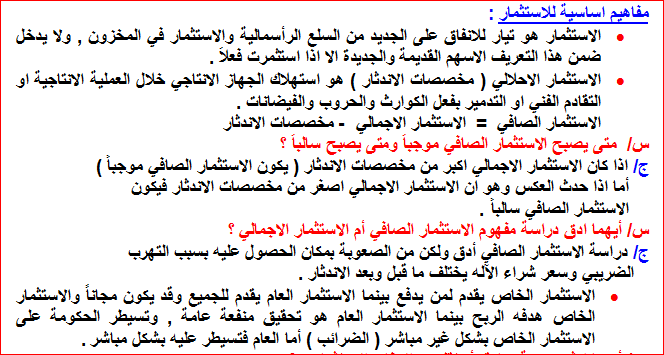 مفاهيم اساسية للاستثمار :
• الاستثمار هو تيار للانفاق على الجديد من السلع الرأسمالية والاستثمار في المخزون , ولا يدخل
ضمن هذا التعريف الاسهم القديمة والجديدة الا اذا استثمرت فعلاً .
• الاستثمار الاحلالي ( مخصصات الاندثار ) هو استهلاك الجهاز الانتاجي خلال العملية الانتاجية او
التقادم الفني او التدمير بفعل الكوارث والحروب والفيضانات .
الاستثمار الصافي = الاستثمار الاجمالي - مخصصات الاندثار
س/ متى يصبح الاستثمار الصافي موجباً ومتى يصبح سالباً ؟
ج/ اذا كان الاستثمار الاجمالي اكبر من مخصصات الاندثار ( يكون الاستثمار الصافي موجباً )
أما اذا حدث العكس وهو ان الاستثمار الاجمالي اصغر من مخصصات الاندثار فيكون
الاستثمار الصافي سالباً .
س/ أيهما ادق دراسة مفهوم الاستثمار الصافي أم الاستثمار الاجمالي ؟
ج/ دراسة الاستثمار الصافي أدق ولكن من الصعوبة بمكان الحصول عليه بسبب التهرب
الضريبي وسعر شراء الآله يختلف ما قبل وبعد الاندثار .
• الاستثمار الخاص يقدم لمن يدفع بينما الاستثمار العام يقدم للجميع وقد يكون مجاناً والاستثمار
الخاص هدفه الربح بينما الاستثمار العام هو تحقيق منفعة عامة , وتسيطر الحكومة على
الاستثمار الخاص بشكل غير مباشر ( الضرائب ) أما العام فتسيطر عليه بشكل مباشر .